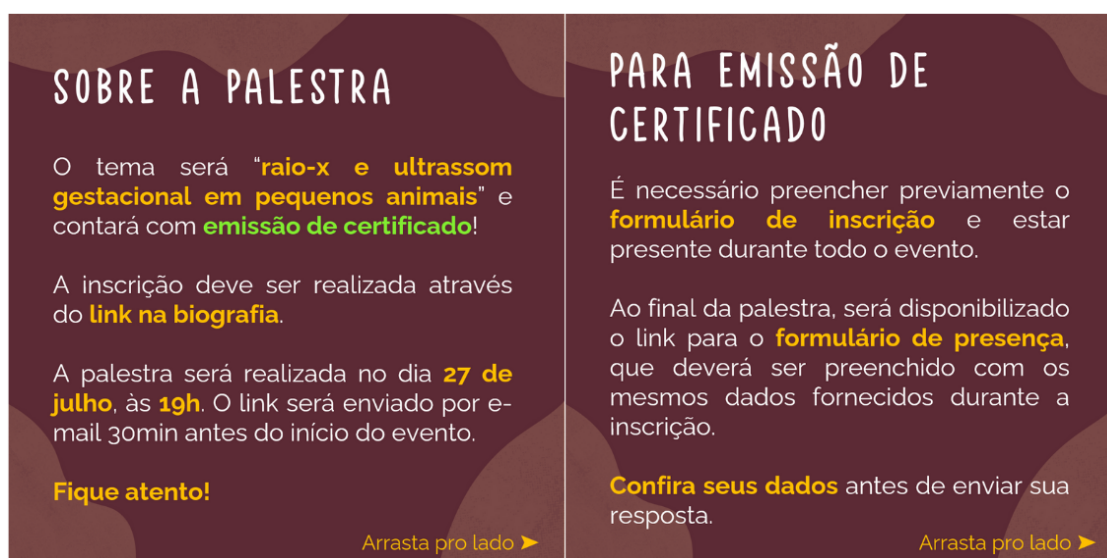 SOBRE A PALESTRA
O tema será “raio-x e ultrassom
gestacional em pequenos animais” e
contará com emissão de certificado!
A inscrição deve ser realizada através
do link na biografia.
A palestra será realizada no dia 27 de
julho, às 19h. O link será enviado por e-
mail 30min antes do início do evento.
Fique atento!
Arrasta pro lado ➤
PARA EMISSÃO DE
CERTIFICADO
É necessário preencher previamente o
formulário de inscrição e estar
presente durante todo o evento.
Ao final da palestra, será disponibilizado
o link para o formulário de presença,
que deverá ser preenchido com os
mesmos dados fornecidos durante a
inscrição.
Confira seus dados antes de enviar sua
resposta.
Arrasta pro lado ➤